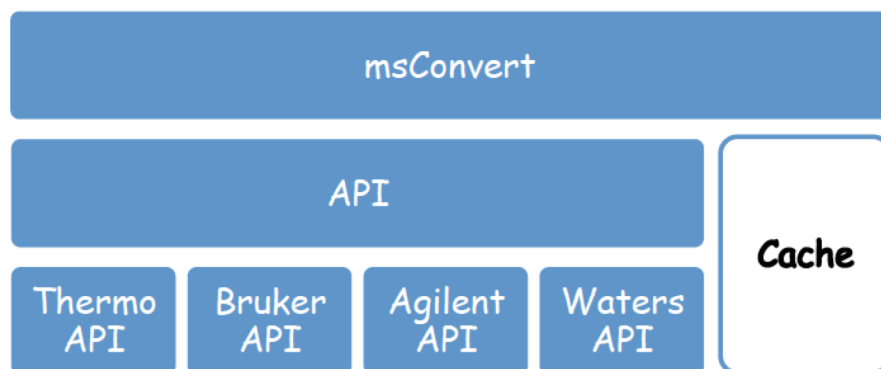 msConvert
API
Cache
Thermo
API
Bruker
API
Agilent
API
Waters
API